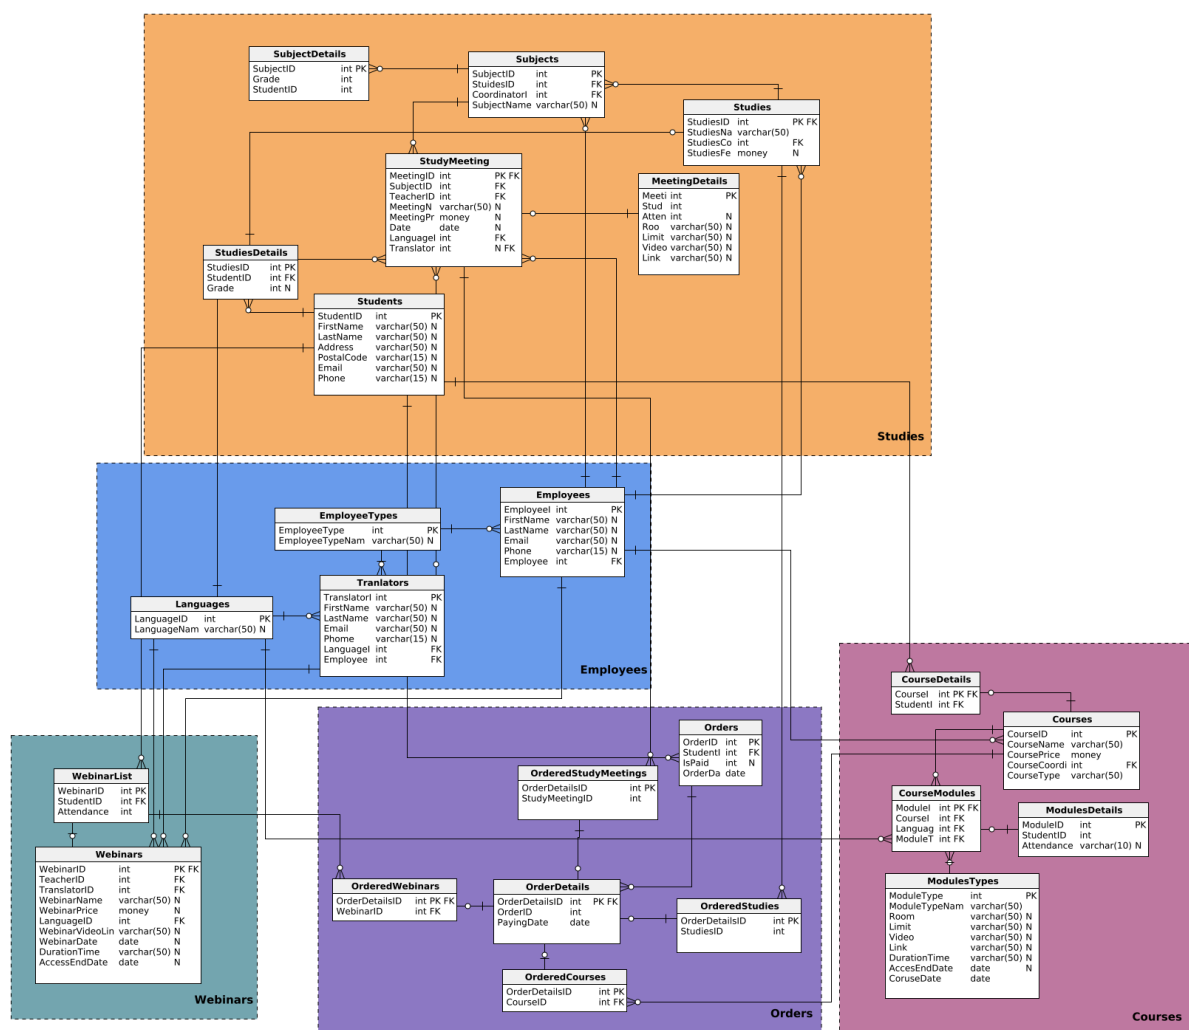 SubjectDetails
SubjectID int PK
Grade int
StudentID int
Subjects
SubjectID int PK
StuidesID int FK
CoordinatorI int FK
SubjectName varchar(50) N
Studies
StudiesID int PK FK
StudiesNa varchar(50)
StudiesCo int FK
StudiesFe money N
StudyMeeting
MeetingID int PK FK
SubjectID int FK
TeacherID int FK
MeetingN varchar(50) N
MeetingPr money N
Date date N
LanguageI int FK
Translator int N FK
MeetingDetails
Meeti int PK
Stud int
Atten int N
Roo varchar(50) N
Limit varchar(50) N
Video varchar(50) N
Link varchar(50) N
StudiesDetails
StudiesID int PK
StudentID int FK
Grade int N
Students
StudentID int PK
FirstName varchar(50) N
LastName varchar(50) N
Address varchar(50) N
PostalCode varchar(15) N
Email varchar(50) N
Phone varchar(15) N
Studies
Employees
EmployeeI int PK
FirstName varchar(50) N
LastName varchar(50) N
Email varchar(50) N
Phone varchar(15) N
Employee int FK
EmployeeTypes
EmployeeType int PK
EmployeeTypeNam varchar(50) N
Tranlators
TranslatorI int PK
FirstName varchar(50) N
LastName varchar(50) N
Email varchar(50) N
Phome varchar(15) N
LanguageI int FK
Employee int FK
Languages
LanguageID int PK
LanguageNam varchar(50) N
Employees
CourseDetails
CourseI int PK FK
StudentI int FK
Courses
CourseID int PK
CourseName varchar(50)
CoursePrice money
CourseCoordi int FK
CourseType varchar(50)
Orders
OrderID int PK
StudentI int FK
IsPaid int N
OrderDa date
OrderedStudyMeetings
OrderDetailsID int PK
StudyMeetingID int
WebinarList
WebinarID int PK
StudentID int FK
Attendance int
CourseModules
ModuleI int PK FK
CourseI int FK
Languag int FK
ModuleT int FK
ModulesDetails
ModuleID int PK
StudentID int
Attendance varchar(10) N
Webinars
WebinarID int PK FK
TeacherID int FK
TranslatorID int FK
WebinarName varchar(50) N
WebinarPrice money N
LanguageID int FK
WebinarVideoLin varchar(50) N
WebinarDate date N
DurationTime varchar(50) N
AccessEndDate date N
OrderedWebinars
OrderDetailsID int PK FK
WebinarID int FK
OrderDetails
OrderDetailsID int PK FK
OrderID int
PayingDate date
OrderedStudies
OrderDetailsID int PK
StudiesID int
ModulesTypes
ModuleType int PK
ModuleTypeNam varchar(50)
Room varchar(50) N
Limit varchar(50) N
Video varchar(50) N
Link varchar(50) N
DurationTime varchar(50) N
AccesEndDate date N
CoruseDate date
OrderedCourses
OrderDetailsID int PK
CourseID int FK
Webinars
Orders
Courses